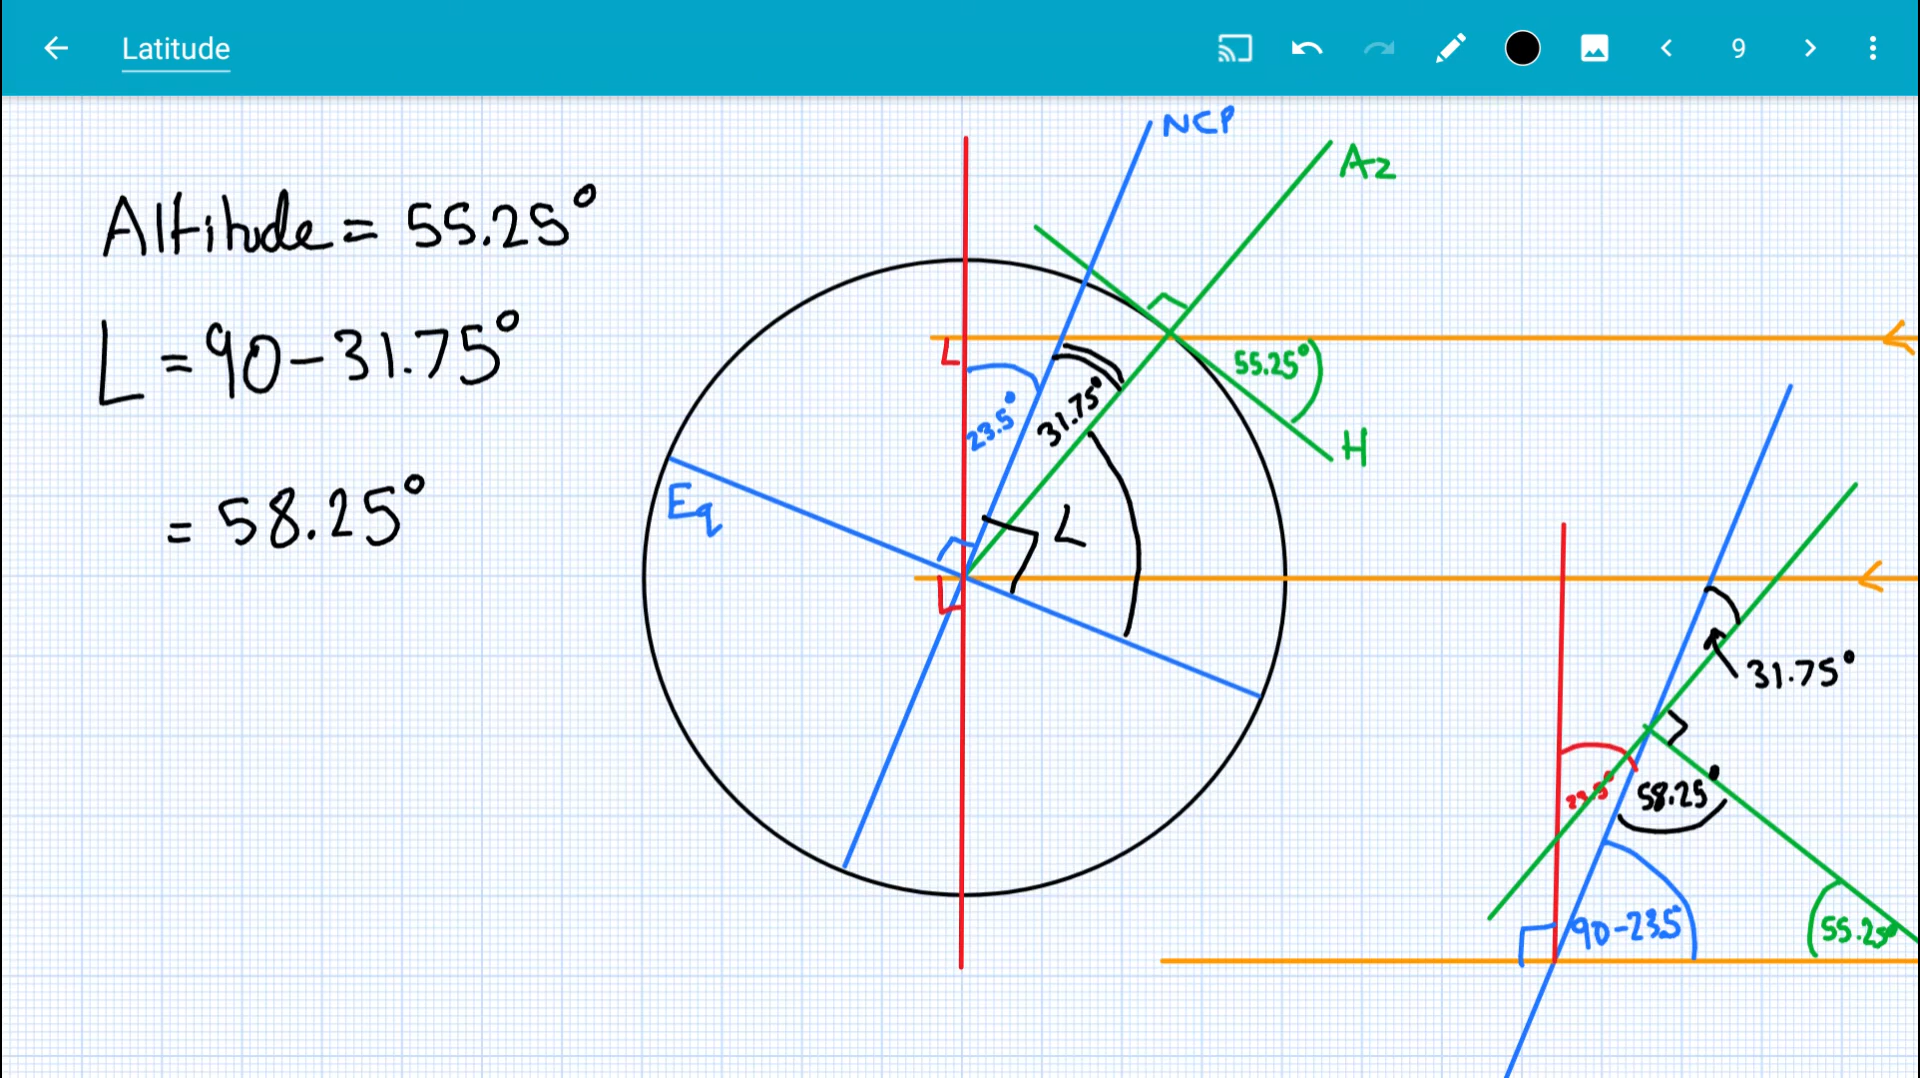 Latitude
9
NCP
Az
Altitude = 55.25°
L = 90-31.75°
= 58.25°
55.25°
23.5°
31.75°
H
Eq
L
31.75°
58.25°
90-23.5°
55.25°